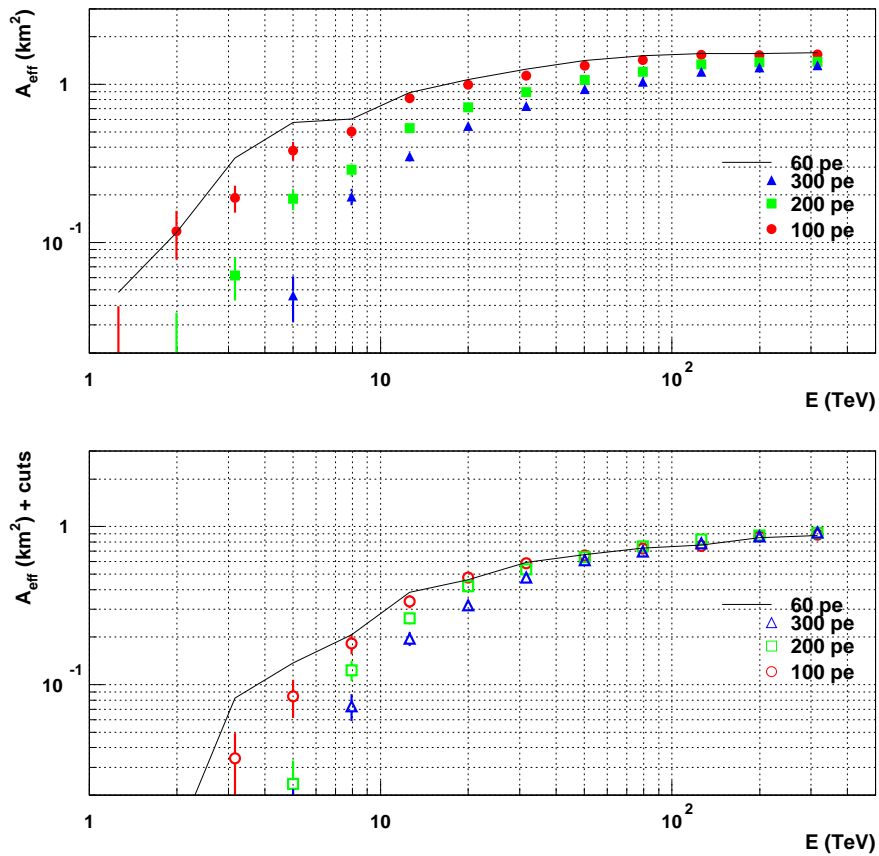 A_eff (km²)
1
10⁻¹
60 pe
300 pe
200 pe
100 pe
1
10
10²
E (TeV)
A_eff (km²) + cuts
1
10⁻¹
60 pe
300 pe
200 pe
100 pe
1
10
10²
E (TeV)